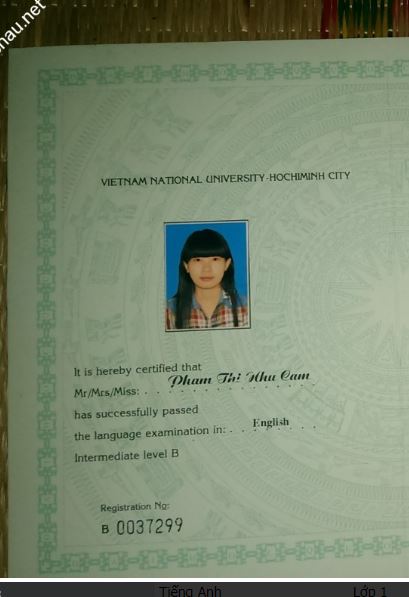 hau.net
VIETNAM NATIONAL UNIVERSITY-HOCHIMINH CITY
It is hereby certified that
Mr/Mrs/Miss: . Pham Thi Nhu Cam
has successfully passed
the language examination in: . English
Intermediate level B
Registration No:
B 0037299
Tiếng Anh Lớp 1